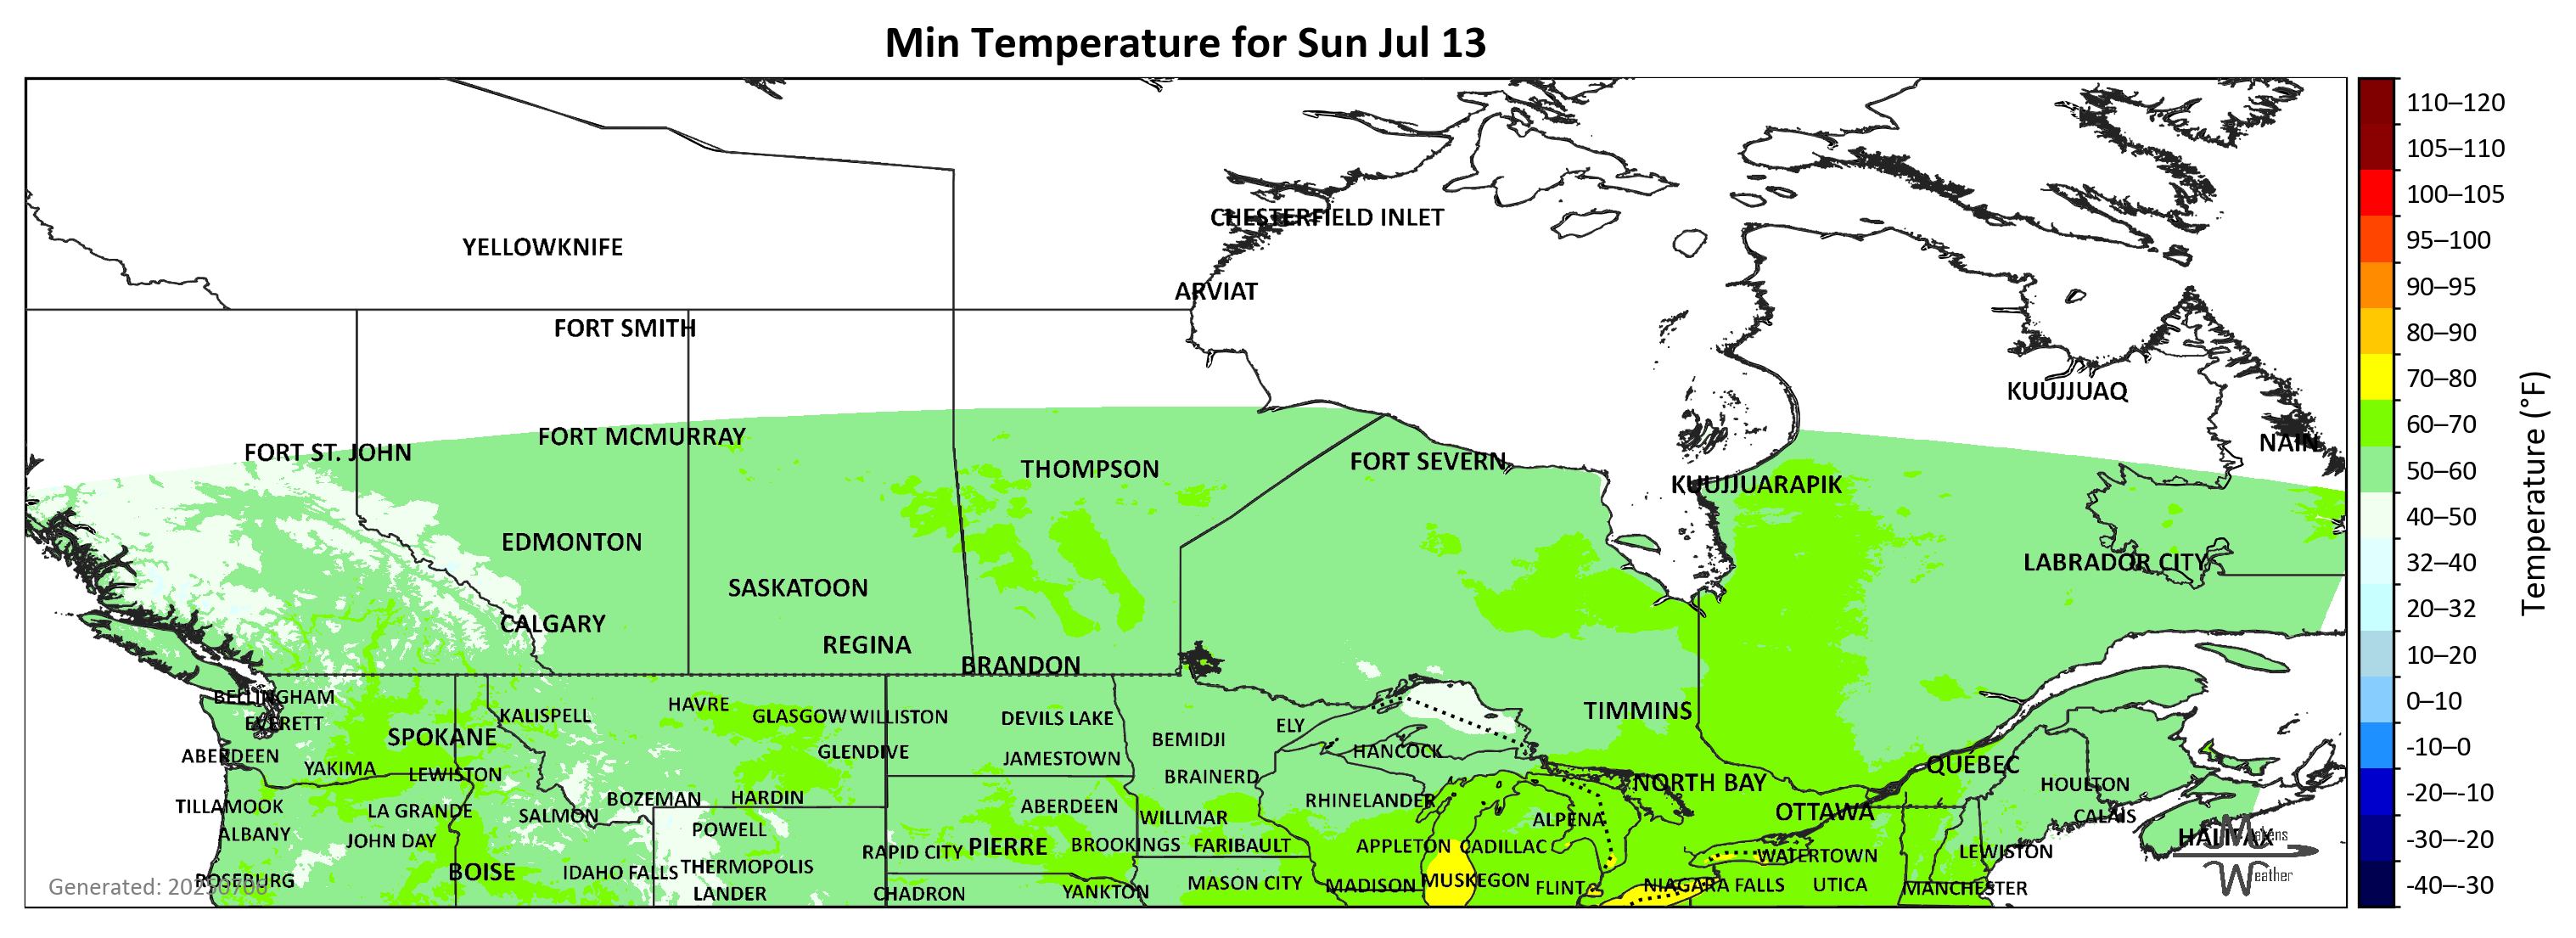 Min Temperature for Sun Jul 13
110–120
105–110
CHESTERFIELD INLET
100–105
YELLOWKNIFE
95–100
ARVIAT
90–95
FORT SMITH
80–90
KUUJJUAQ
70–80
FORT MCMURRAY
60–70
NAIN
FORT ST. JOHN
THOMPSON
FORT SEVERN
50–60
KUUJJUARAPIK
40–50
EDMONTON
LABRADOR CITY
32–40
SASKATOON
20–32
CALGARY
REGINA
BRANDON
10–20
Temperature (°F)
BELLINGHAM
HAVRE
0–10
KALISPELL
GLASGOW
WILLISTON
DEVILS LAKE
TIMMINS
EVERETT
ELY
SPOKANE
BEMIDJI
-10–0
ABERDEEN
GLENDIVE
JAMESTOWN
HANCOCK
YAKIMA
LEWISTON
BRAINERD
QUEBEC
NORTH BAY
HOULTON
-20–-10
TILLAMOOK
LA GRANDE
SALMON
BOZEMAN
HARDIN
ABERDEEN
WILLMAR
RHINELANDER
ALPENA
OTTAWA
CALAIS
ALBANY
JOHN DAY
POWELL
RAPID CITY
PIERRE
BROOKINGS
FARIBAULT
APPLETON
CADILLAC
WATERTOWN
LEWISTON
HALIFAX
Makens
-30–-20
BOISE
IDAHO FALLS
THERMOPOLIS
Weather
ROSEBURG
Generated: 20250706
LANDER
CHADRON
YANKTON
MASON CITY
MADISON
MUSKEGON
FLINT
NIAGARA FALLS
UTICA
MANCHESTER
-40–-30